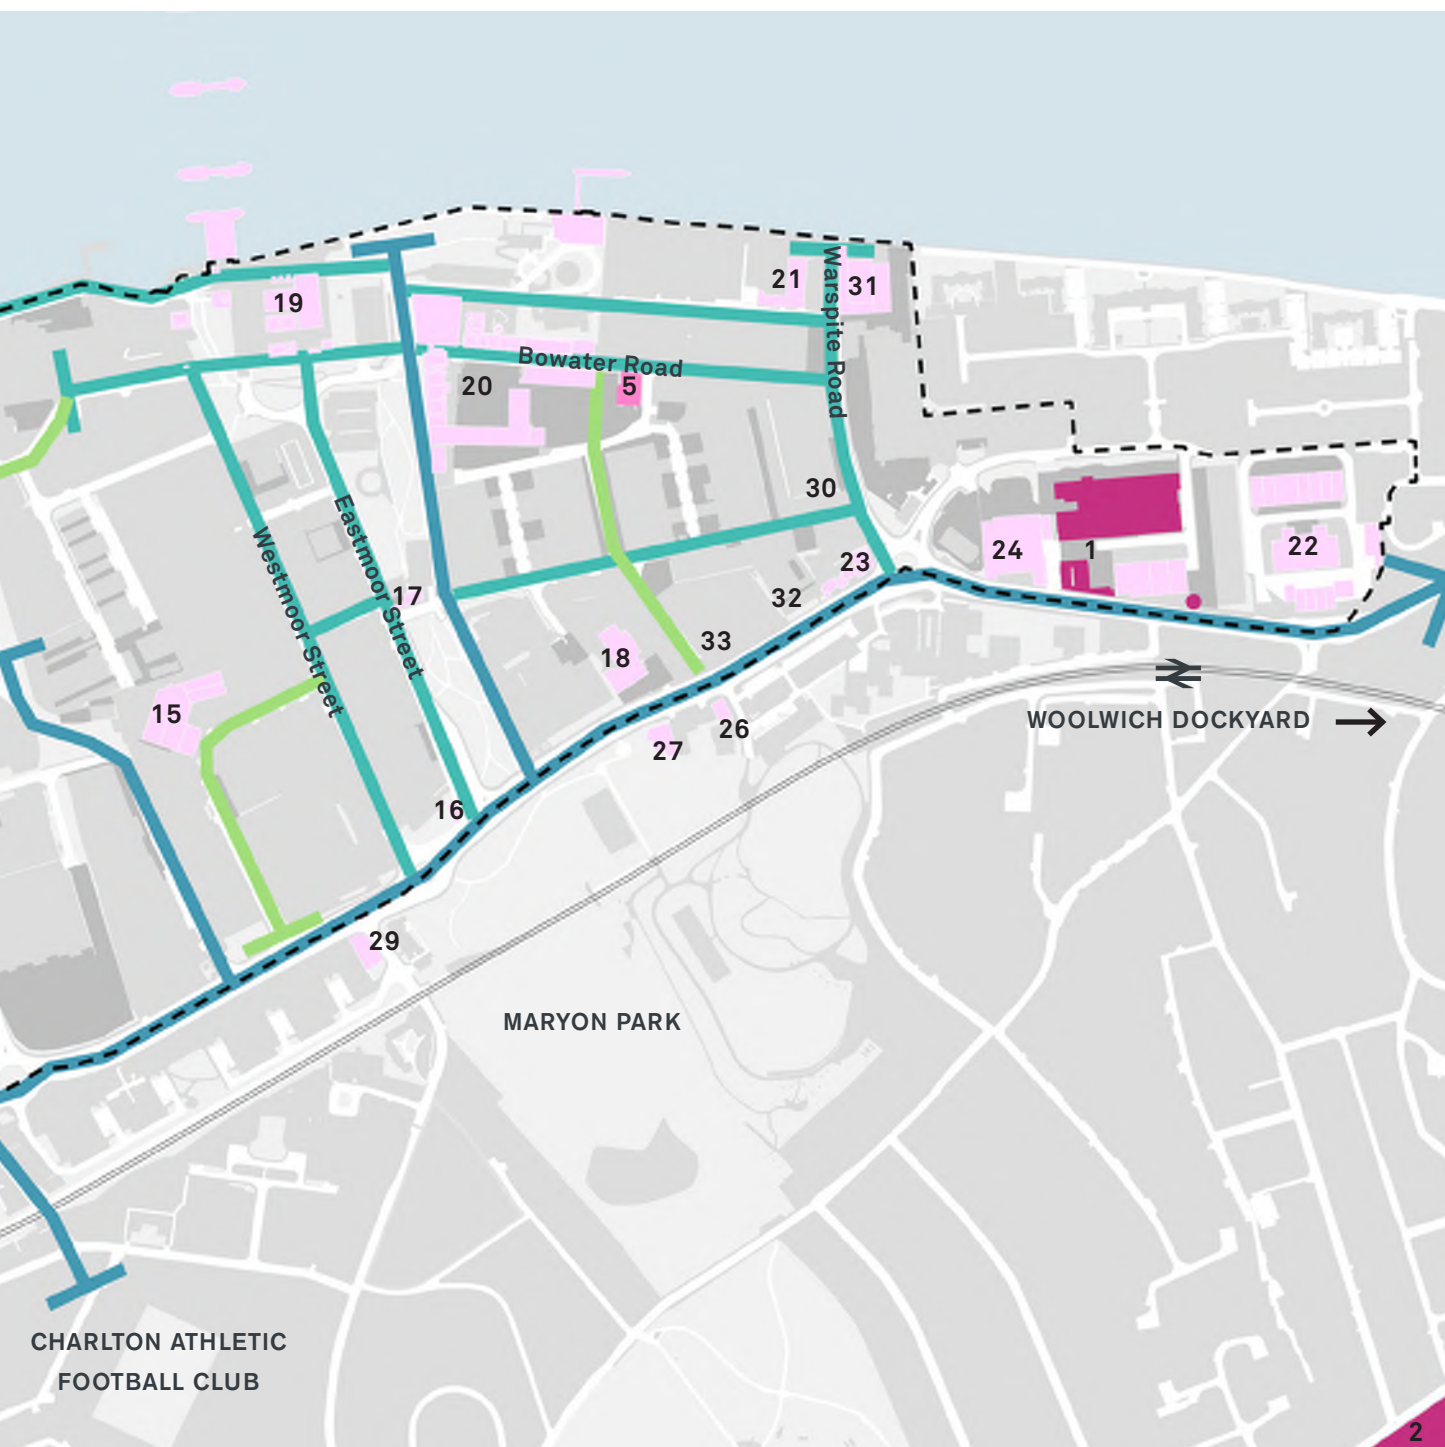 21
Warspite Road
31
19
Bowater Road
20
5
30
Eastmoor Street
Westmoor Street
24
1
22
23
17
32
33
18
15
26
27
WOOLWICH DOCKYARD
16
29
MARYON PARK
CHARLTON ATHLETIC
FOOTBALL CLUB
2